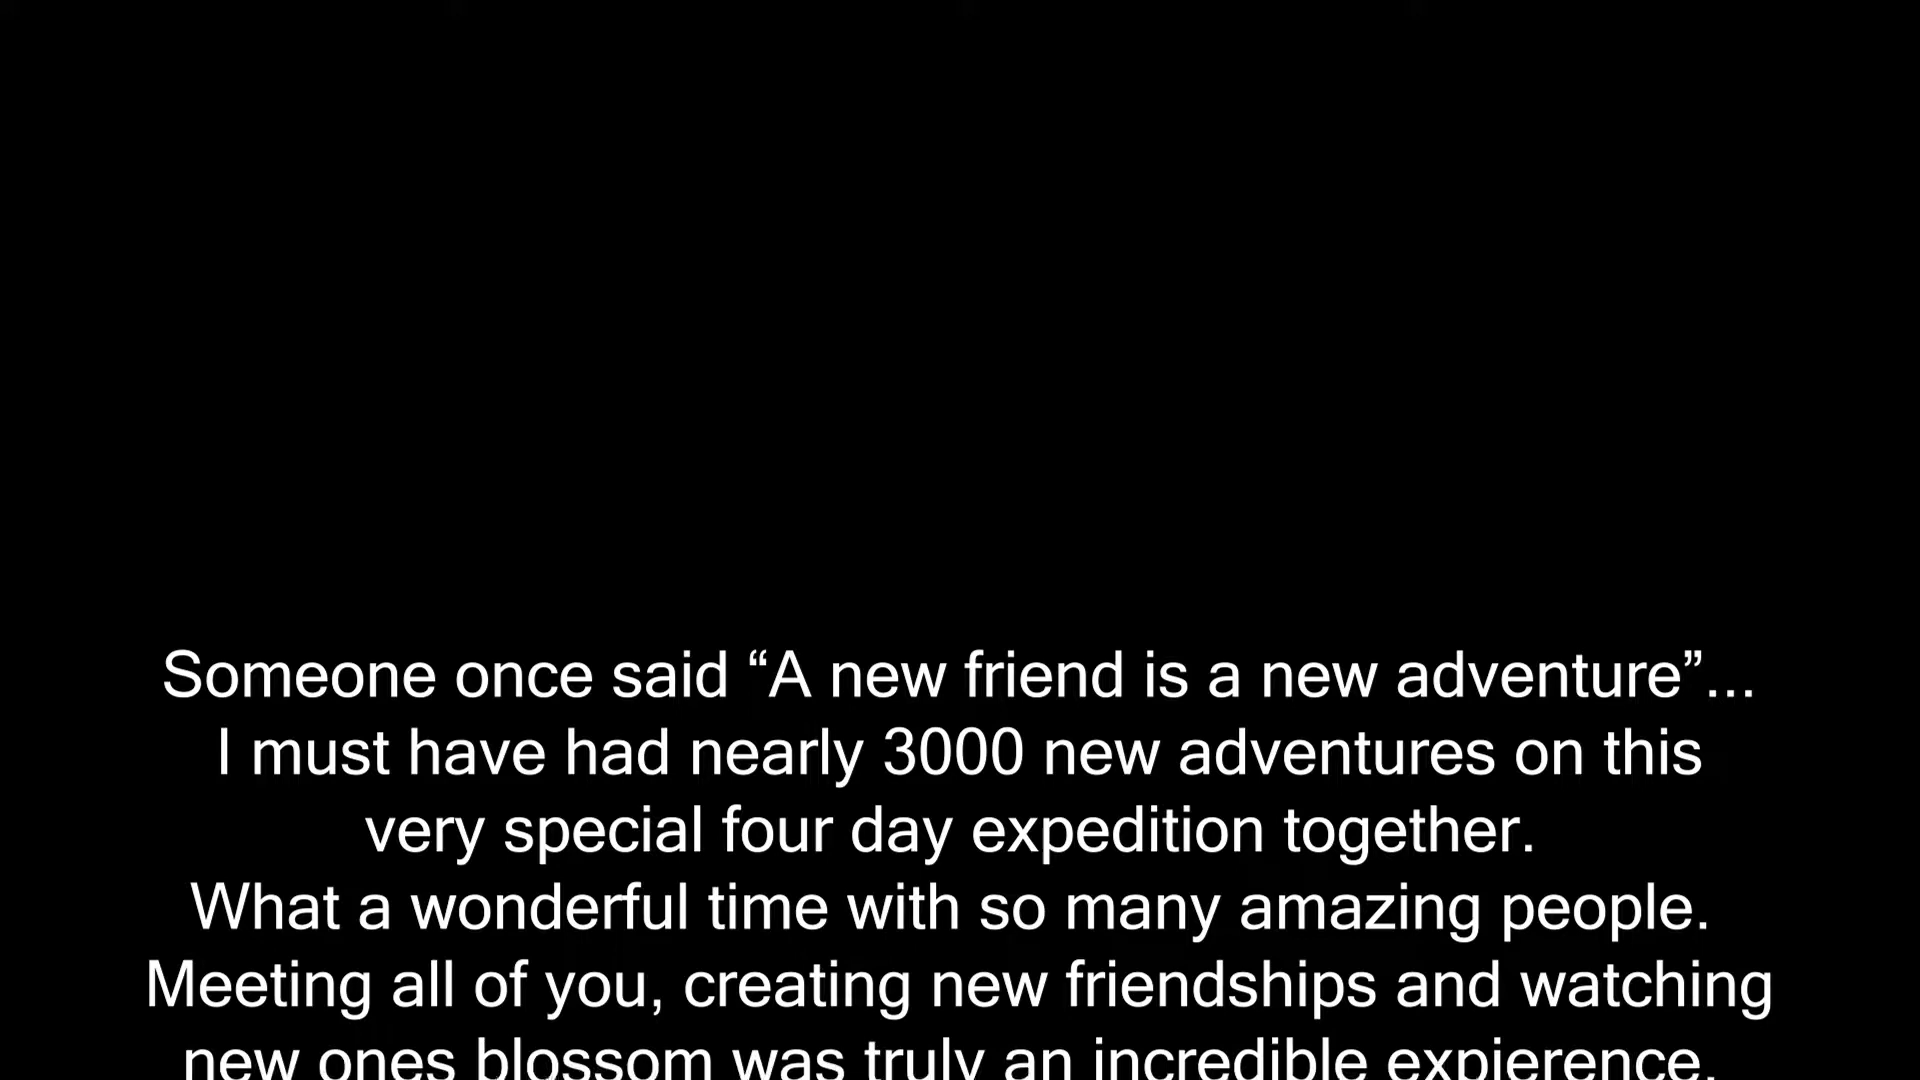 Someone once said “A new friend is a new adventure”...
I must have had nearly 3000 new adventures on this
very special four day expedition together.
What a wonderful time with so many amazing people.
Meeting all of you, creating new friendships and watching
new ones blossom was truly an incredible expierence.